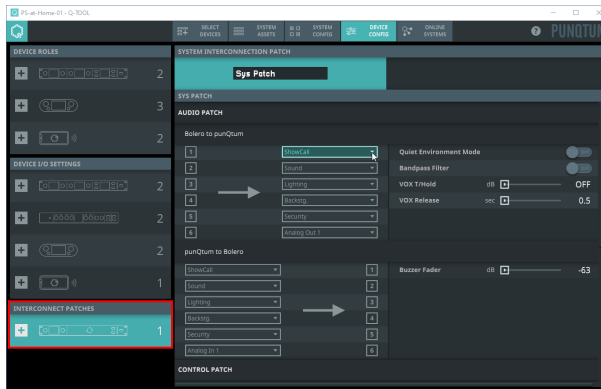 PS-at-Home-01 - Q-TOOL
SELECT DEVICES
SYSTEM ASSETS
SYSTEM CONFIG
DEVICE CONFIG
ONLINE SYSTEMS
?
PUNQTUM
DEVICE ROLES
2
3
2
DEVICE I/O SETTINGS
2
2
2
1
INTERCONNECT PATCHES
1
SYSTEM INTERCONNECTION PATCH
Sys Patch
SYS PATCH
AUDIO PATCH
Bolero to punQtum
1 ShowCall
2 Sound
3 Lighting
4 Backstg.
5 Security
6 Analog Out 1
Quiet Environment Mode
Bandpass Filter
VOX T/Hold dB OFF
VOX Release sec 0.5
punQtum to Bolero
ShowCall 1
Sound 2
Lighting 3
Backstg. 4
Security 5
Analog In 1 6
Buzzer Fader dB -63
CONTROL PATCH